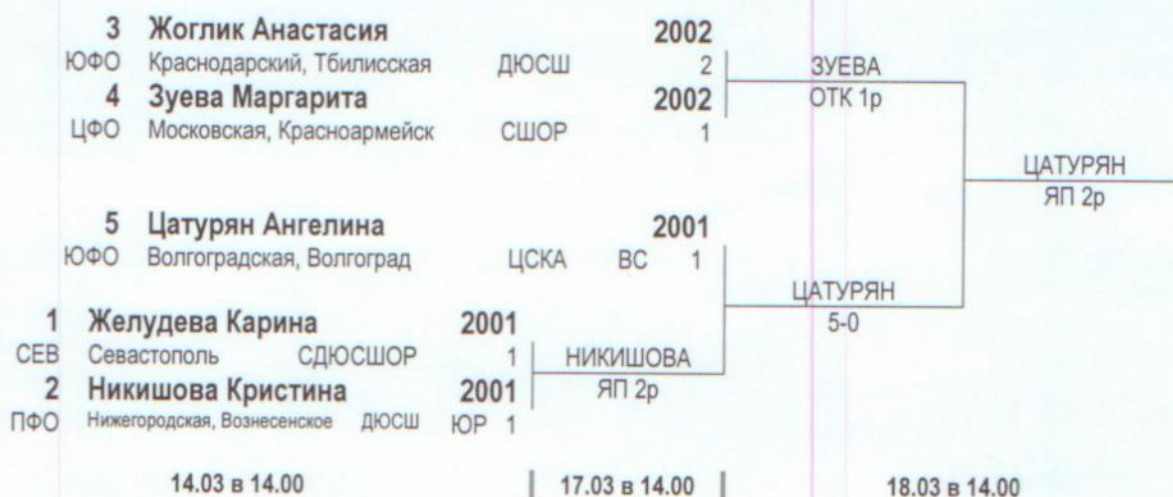 3 Жоглик Анастасия 2002
ЮФО Краснодарский, Тбилисская ДЮСШ 2
4 Зуева Маргарита 2002
ЦФО Московская, Красноармейск СШОР 1
ЗУЕВА
ОТК 1р
ЦАТУРЯН
ЯП 2р
5 Цатурян Ангелина 2001
ЮФО Волгоградская, Волгоград ЦСКА ВС 1
ЦАТУРЯН
5-0
1 Желудева Карина 2001
СЕВ Севастополь СДЮСШОР 1
2 Никишова Кристина 2001
ПФО Нижегородская, Вознесенское ДЮСШ ЮР 1
НИКИШОВА
ЯП 2р
14.03 в 14.00 17.03 в 14.00 18.03 в 14.00